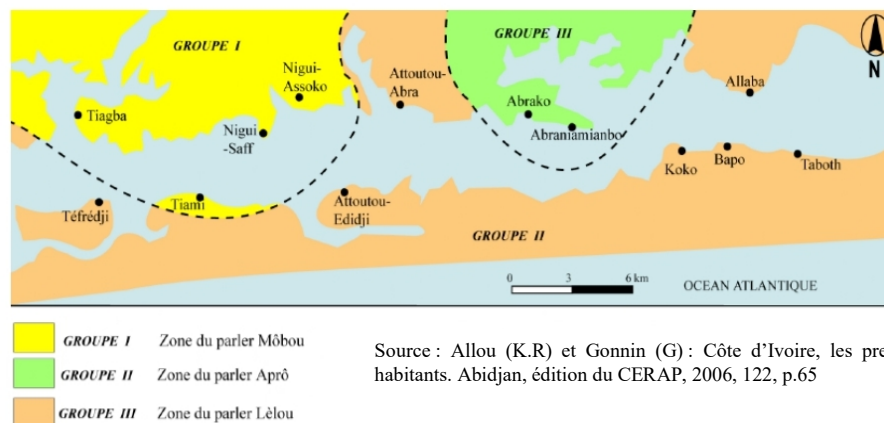 GROUPE I
GROUPE III
N
Nigui-
Assoko
Attoutou-
Abra
Allaba
Tiagba
Abrako
Nigui
-Saff
Abraniamianbo
Koko
Bapo
Taboth
Téfrédji
Tiami
Attoutou-
Edidji
GROUPE II
0 3 6 km
OCEAN ATLANTIQUE
GROUPE I Zone du parler Môbou
GROUPE II Zone du parler Aprô
GROUPE III Zone du parler Lèlou
Source : Allou (K.R) et Gonnin (G) : Côte d’Ivoire, les pre
habitants. Abidjan, édition du CERAP, 2006, 122, p.65